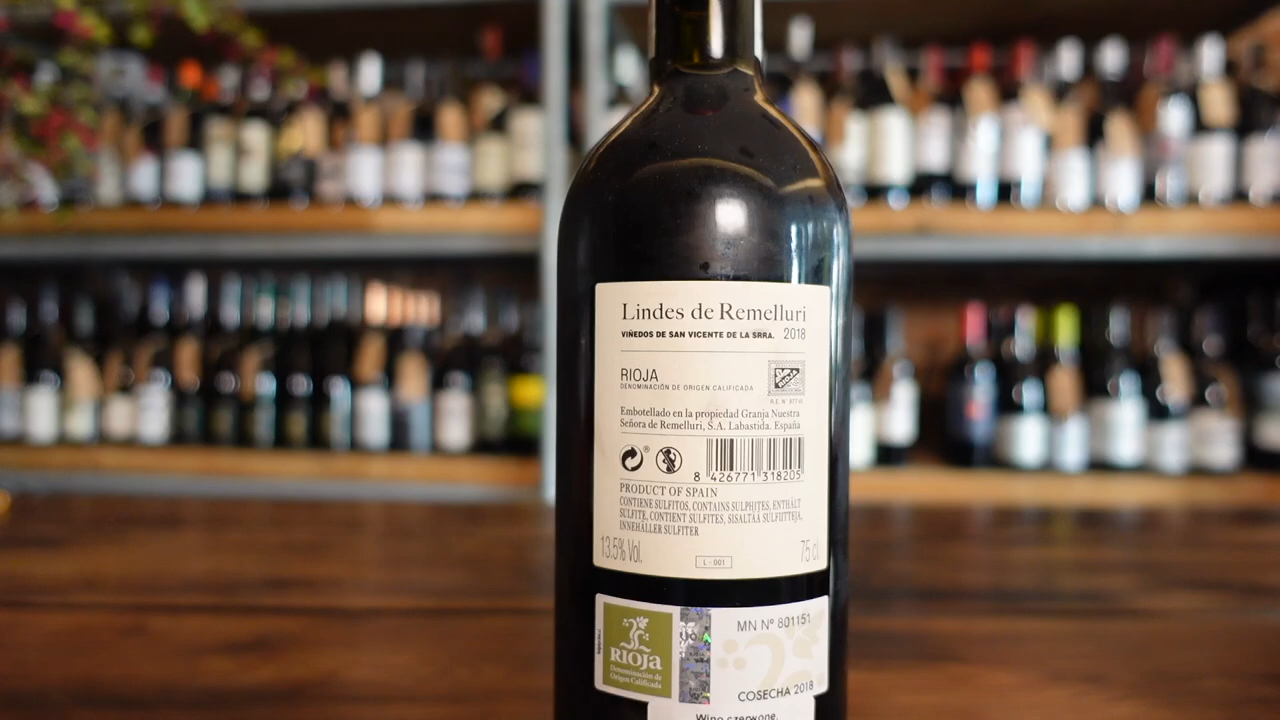 Lindes de Remelluri
VIÑEDOS DE SAN VICENTE DE LA SRRA. 2018
RIOJA
DENOMINACIÓN DE ORIGEN CALIFICADA
Embotellado en la propiedad Granja Nuestra
Señora de Remelluri, S.A. Labastida. España
8 426771 318205
PRODUCT OF SPAIN
CONTIENE SULFITOS, CONTAINS SULPHITES, ENTHÄLT
SULFITE, CONTIENT SULFITES, SISÄLTÄÄ SULFIITTEJA,
INNEHÅLLER SULFITER
13.5% Vol.
L - 001
75 cl
MN Nº 801151
RIOJA
Denominación de
Origen Calificada
COSECHA 2018
Wino czerwone,